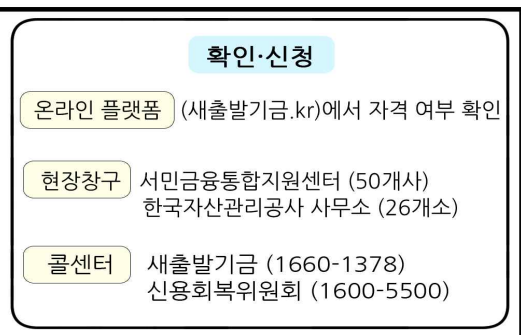 확인·신청
온라인 플랫폼 (새출발기금.kr)에서 자격 여부 확인
현장창구 서민금융통합지원센터 (50개사)
한국자산관리공사 사무소 (26개소)
콜센터 새출발기금 (1660-1378)
신용회복위원회 (1600-5500)